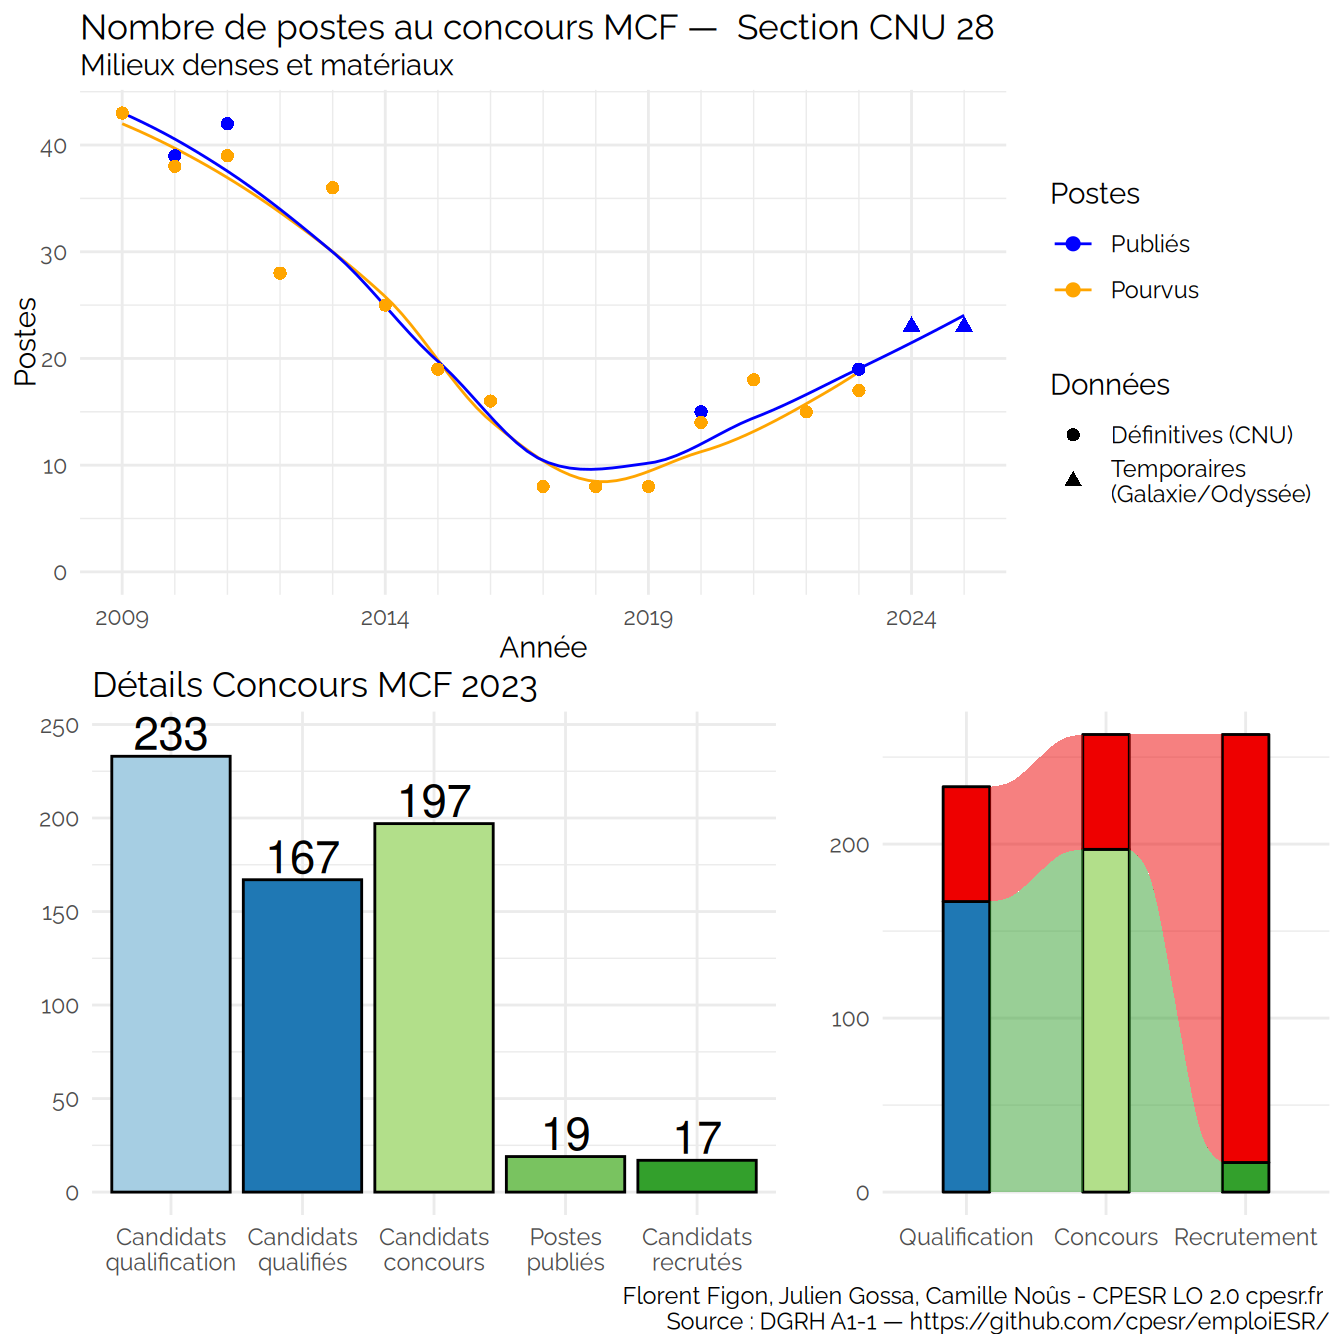 Nombre de postes au concours MCF — Section CNU 28
Milieux denses et matériaux
Postes
40
30
20
10
0
2009
2014
2019
2024
Année
Postes
Publiés
Pourvus
Données
Définitives (CNU)
Temporaires
(Galaxie/Odyssée)
Détails Concours MCF 2023
250
200
150
100
50
0
233
167
197
19
17
Candidats
qualification
Candidats
qualifiés
Candidats
concours
Postes
publiés
Candidats
recrutés
200
100
0
Qualification
Concours
Recrutement
Florent Figon, Julien Gossa, Camille Noûs - CPESR LO 2.0 cpesr.fr
Source : DGRH A1-1 — https://github.com/cpesr/emploiESR/